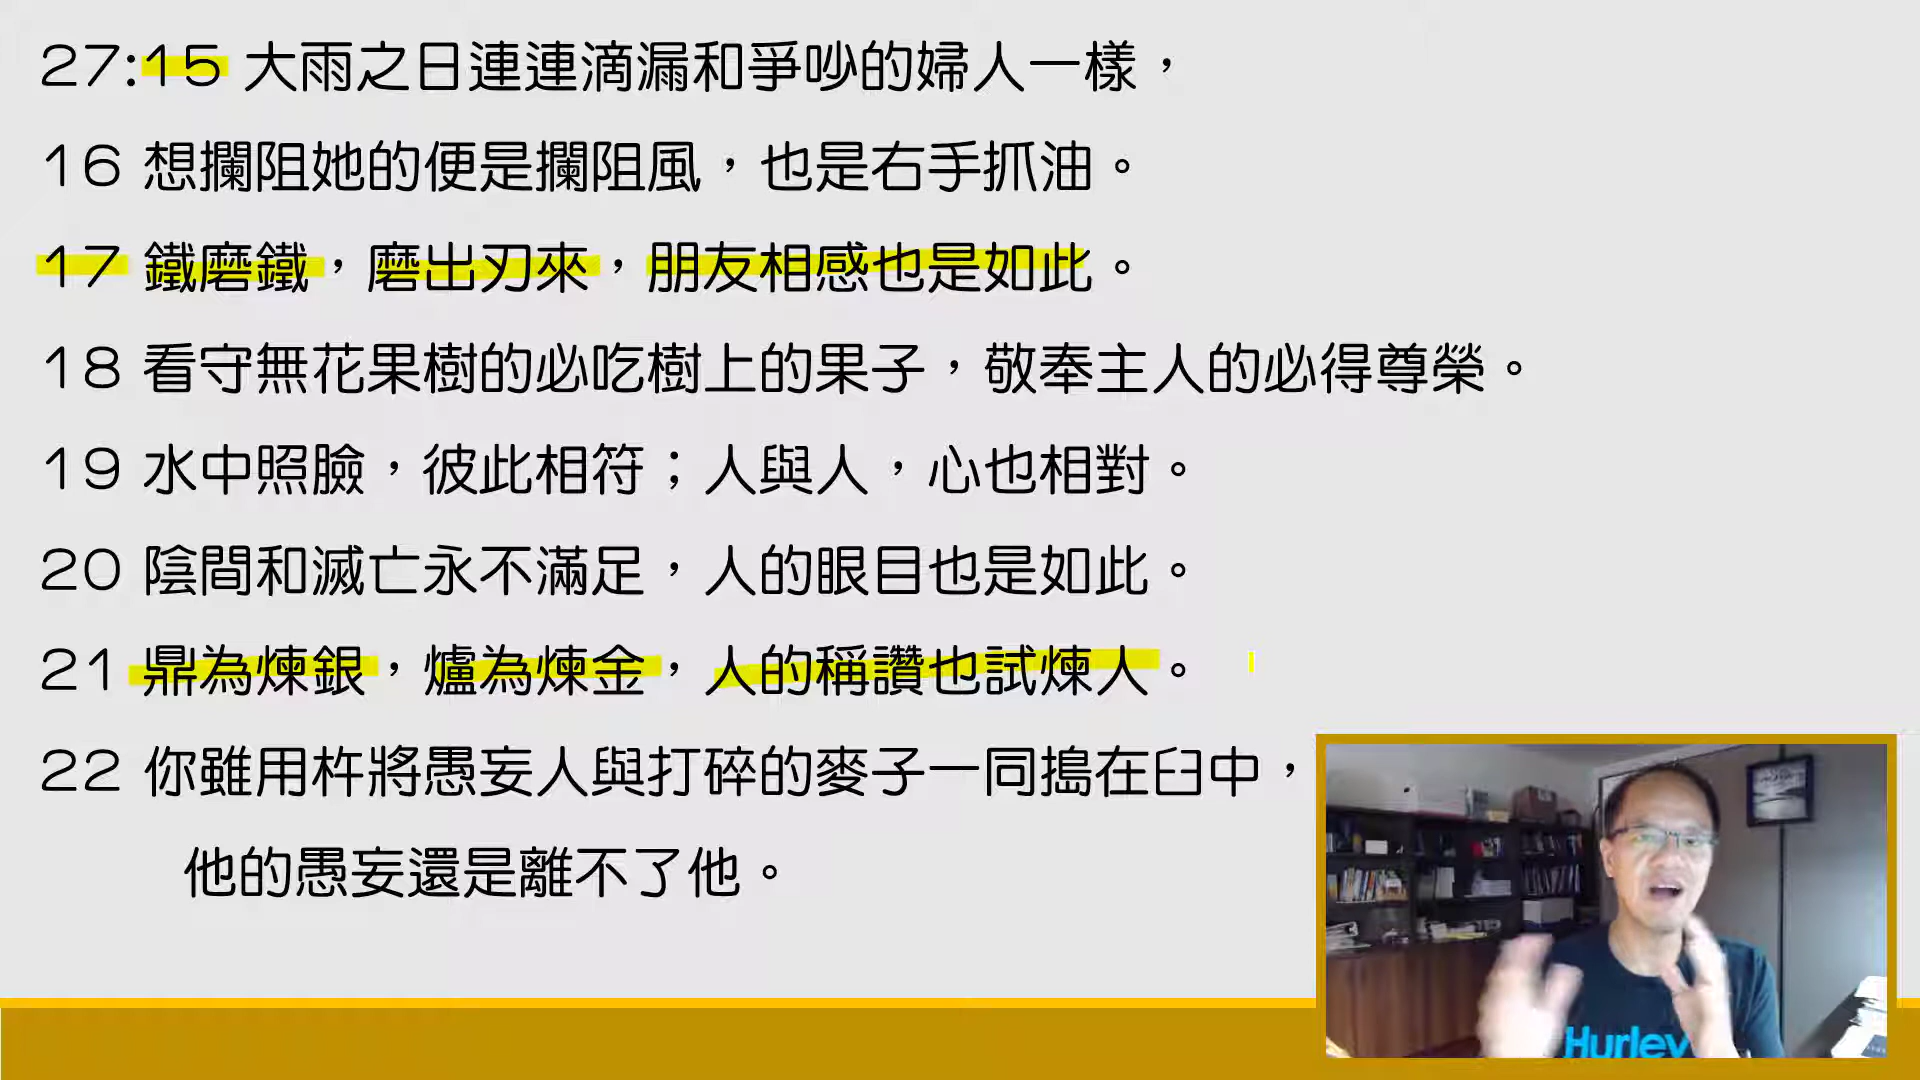 27:15 大雨之日連連滴漏和爭吵的婦人一樣，
16 想攔阻她的便是攔阻風，也是右手抓油。
17 鐵磨鐵，磨出刃來，朋友相感也是如此。
18 看守無花果樹的必吃樹上的果子，敬奉主人的必得尊榮。
19 水中照臉，彼此相符；人與人，心也相對。
20 陰間和滅亡永不滿足，人的眼目也是如此。
21 鼎為煉銀，爐為煉金，人的稱讚也試煉人。
22 你雖用杵將愚妄人與打碎的麥子一同搗在臼中，
他的愚妄還是離不了他。
Hurley